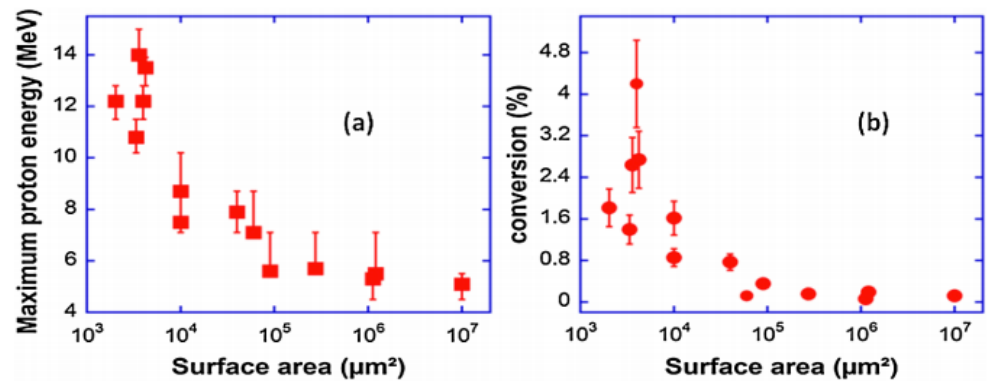 Maximum proton energy (MeV)
14
12
10
8
6
4
(a)
10³ 10⁴ 10⁵ 10⁶ 10⁷
Surface area (µm²)
conversion (%)
4.8
4
3.2
2.4
1.6
0.8
0
(b)
10³ 10⁴ 10⁵ 10⁶ 10⁷
Surface area (µm²)